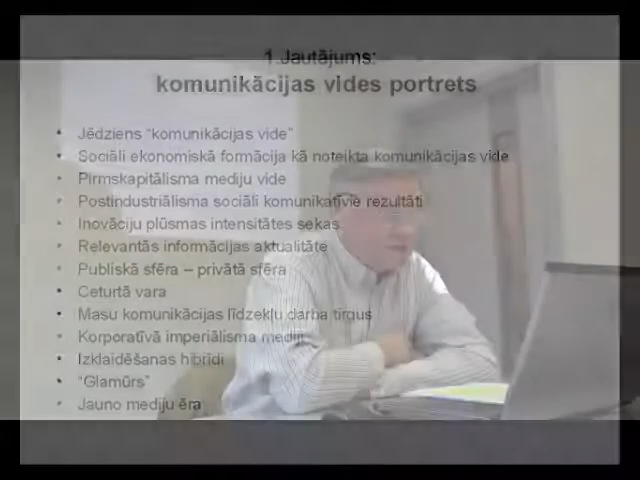 1.Jautājums:
komunikācijas vides portrets
• Jēdziens “komunikācijas vide”
• Sociāli ekonomiskā formācija kā noteikta komunikācijas vide
• Pirmskapitālisma mediju vide
• Postindustriālisma sociāli komunikatīvie rezultāti
• Inovāciju plūsmas intensitātes sekas
• Relevantās informācijas aktualitāte
• Publiskā sfēra – privātā sfēra
• Ceturtā vara
• Masu komunikācijas līdzekļu darba tirgus
• Korporatīvā imperiālisma mediji
• Izklaidēšanas hibrīdi
• “Glamūrs”
• Jauno mediju ēra